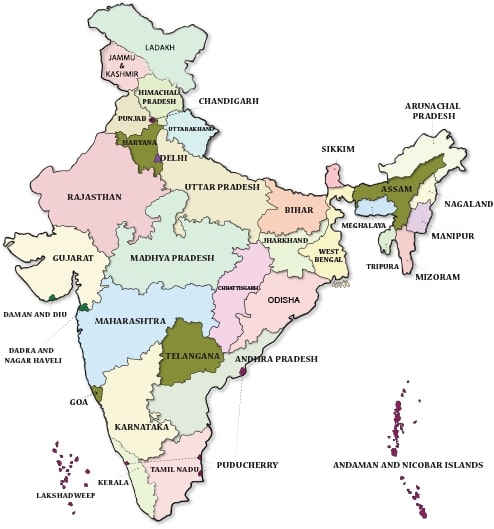 LADAKH
JAMMU
&
KASHMIR
HIMACHAL
PRADESH
CHANDIGARH
PUNJAB
UTTARAKHAND
HARYANA
DELHI
ARUNACHAL
PRADESH
SIKKIM
UTTAR PRADESH
ASSAM
RAJASTHAN
NAGALAND
BIHAR
MEGHALAYA
MANIPUR
JHARKHAND
GUJARAT
MADHYA PRADESH
WEST
BENGAL
TRIPURA
MIZORAM
CHHATTISGARH
ODISHA
DAMAN AND DIU
MAHARASHTRA
DADRA AND
NAGAR HAVELI
TELANGANA
ANDHRA PRADESH
GOA
KARNATAKA
PUDUCHERRY
ANDAMAN AND NICOBAR ISLANDS
TAMIL NADU
KERALA
LAKSHADWEEP